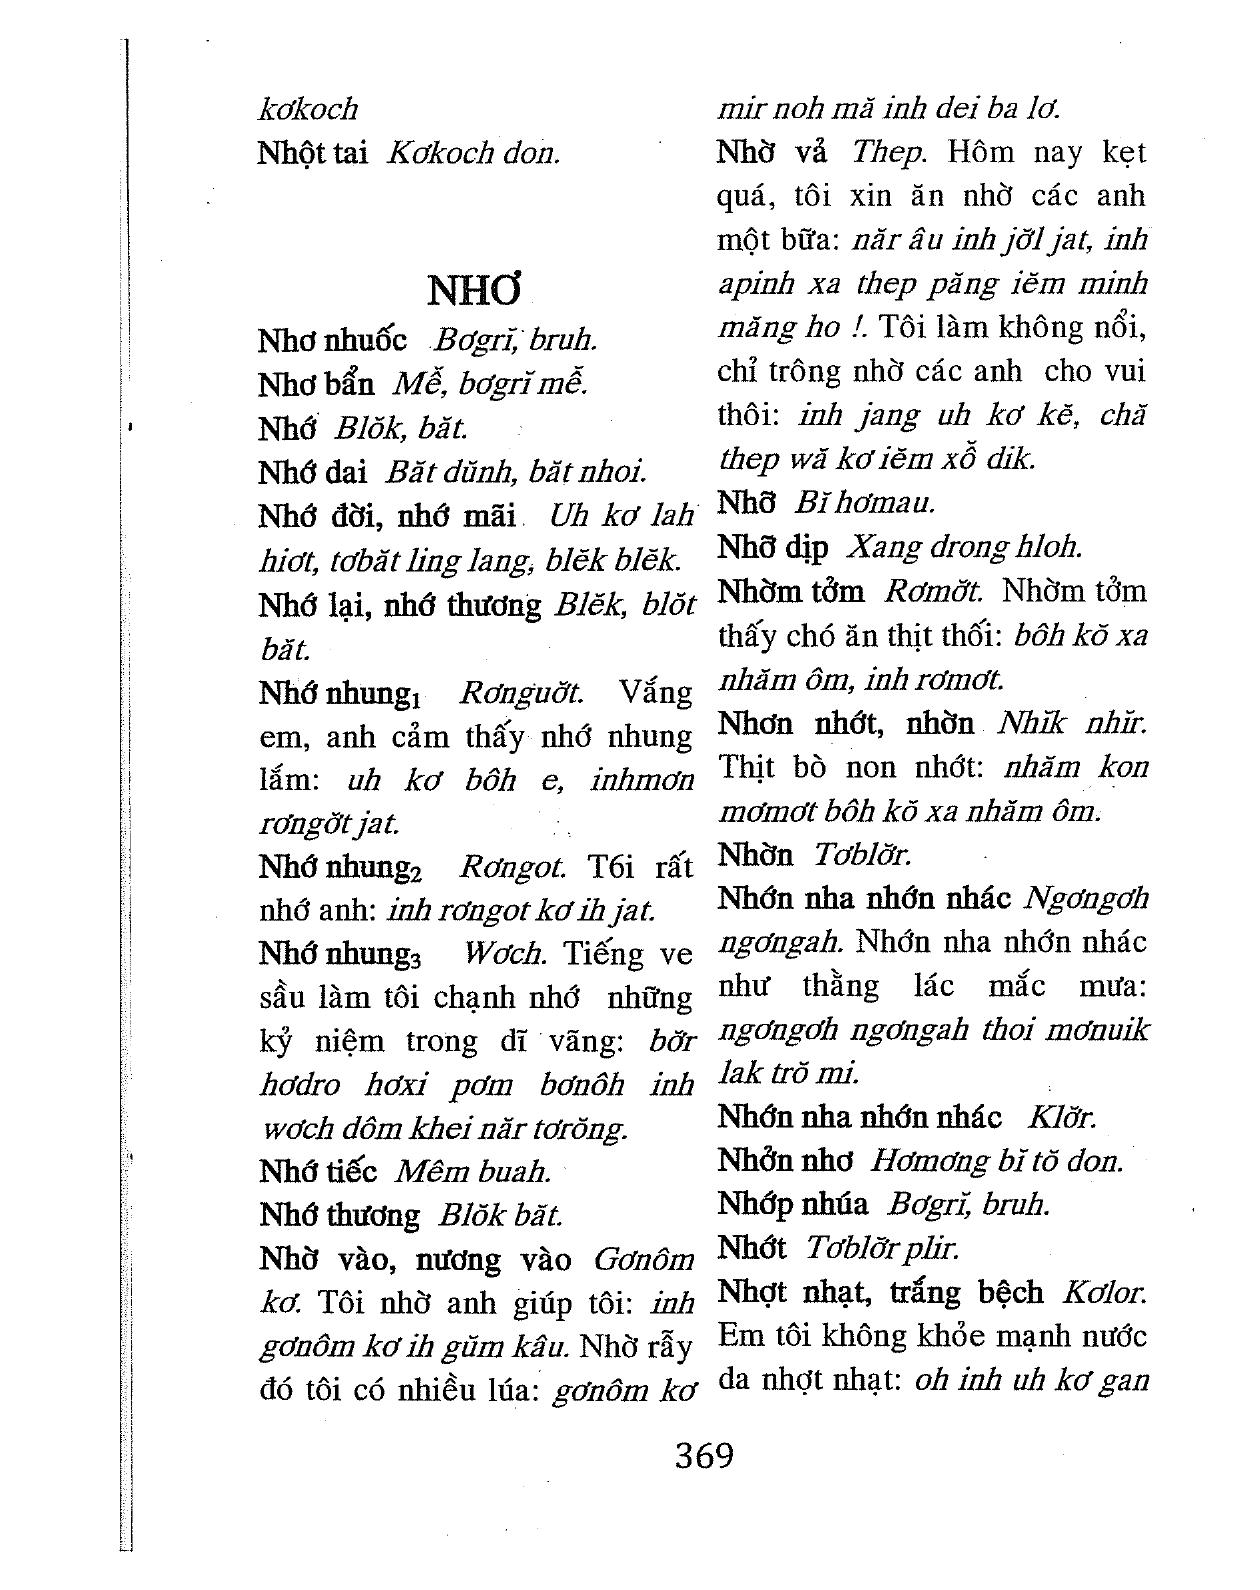 kơkoch
Nhột tai Kơkoch don.
NHƠ
Nhơ nhuốc Bơgrĭ, bruh.
Nhơ bẩn Mễ, bơgrĭ mễ.
Nhớ Blŏk, băt.
Nhớ dai Băt dŭnh, băt nhoi.
Nhớ đời, nhớ mãi Uh kơ lah
hiơt, tơbăt ling lang, blĕk blĕk.
Nhớ lại, nhớ thương Blĕk, blŏt
băt.
Nhớ nhung1 Rơnguơ̆t. Vắng
em, anh cảm thấy nhớ nhung
lắm: uh kơ bôh e, inhmơn
rơngơ̆t jat.
Nhớ nhung2 Rơngot. T6i rất
nhớ anh: inh rơngot kơ ih jat.
Nhớ nhung3 Wơch. Tiếng ve
sầu làm tôi chạnh nhớ những
kỷ niệm trong dĩ vãng: bơ̆r
hơdro hơxi pơm bơnôh inh
wơch dôm khei năr tơrŏng.
Nhớ tiếc Mêm buah.
Nhớ thương Blŏk băt.
Nhờ vào, nương vào Gơnôm
kơ. Tôi nhờ anh giúp tôi: inh
gơnôm kơ ih gŭm kâu. Nhờ rẫy
đó tôi có nhiều lúa: gơnôm kơ
mir noh mă inh dei ba lơ.
Nhờ vả Thep. Hôm nay kẹt
quá, tôi xin ăn nhờ các anh
một bữa: năr âu inh jơ̆l jat, inh
apinh xa thep păng iĕm minh
măng ho !. Tôi làm không nổi,
chỉ trông nhờ các anh cho vui
thôi: inh jang uh kơ kĕ, chă
thep wă kơ iĕm xỗ dik.
Nhỡ Bĭ hơmau.
Nhỡ dịp Xang drong hloh.
Nhờm tởm Rơmơ̆t. Nhờm tởm
thấy chó ăn thịt thối: bôh kŏ xa
nhăm ôm, inh rơmơt.
Nhơn nhớt, nhờn Nhĭk nhĭr.
Thịt bò non nhớt: nhăm kon
mơmơt bôh kŏ xa nhăm ôm.
Nhờn Tơblơ̆r.
Nhớn nha nhớn nhác Ngơngơh
ngơngah. Nhớn nha nhớn nhác
như thằng lác mắc mưa:
ngơngơh ngơngah thoi mơnuik
lak trŏ mi.
Nhớn nha nhớn nhác Klơ̆r.
Nhởn nhơ Hơmơng bĭ tŏ don.
Nhớp nhúa Bơgrĭ, bruh.
Nhớt Tơblơ̆r plir.
Nhợt nhạt, trắng bệch Kơlor.
Em tôi không khỏe mạnh nước
da nhợt nhạt: oh inh uh kơ gan
369